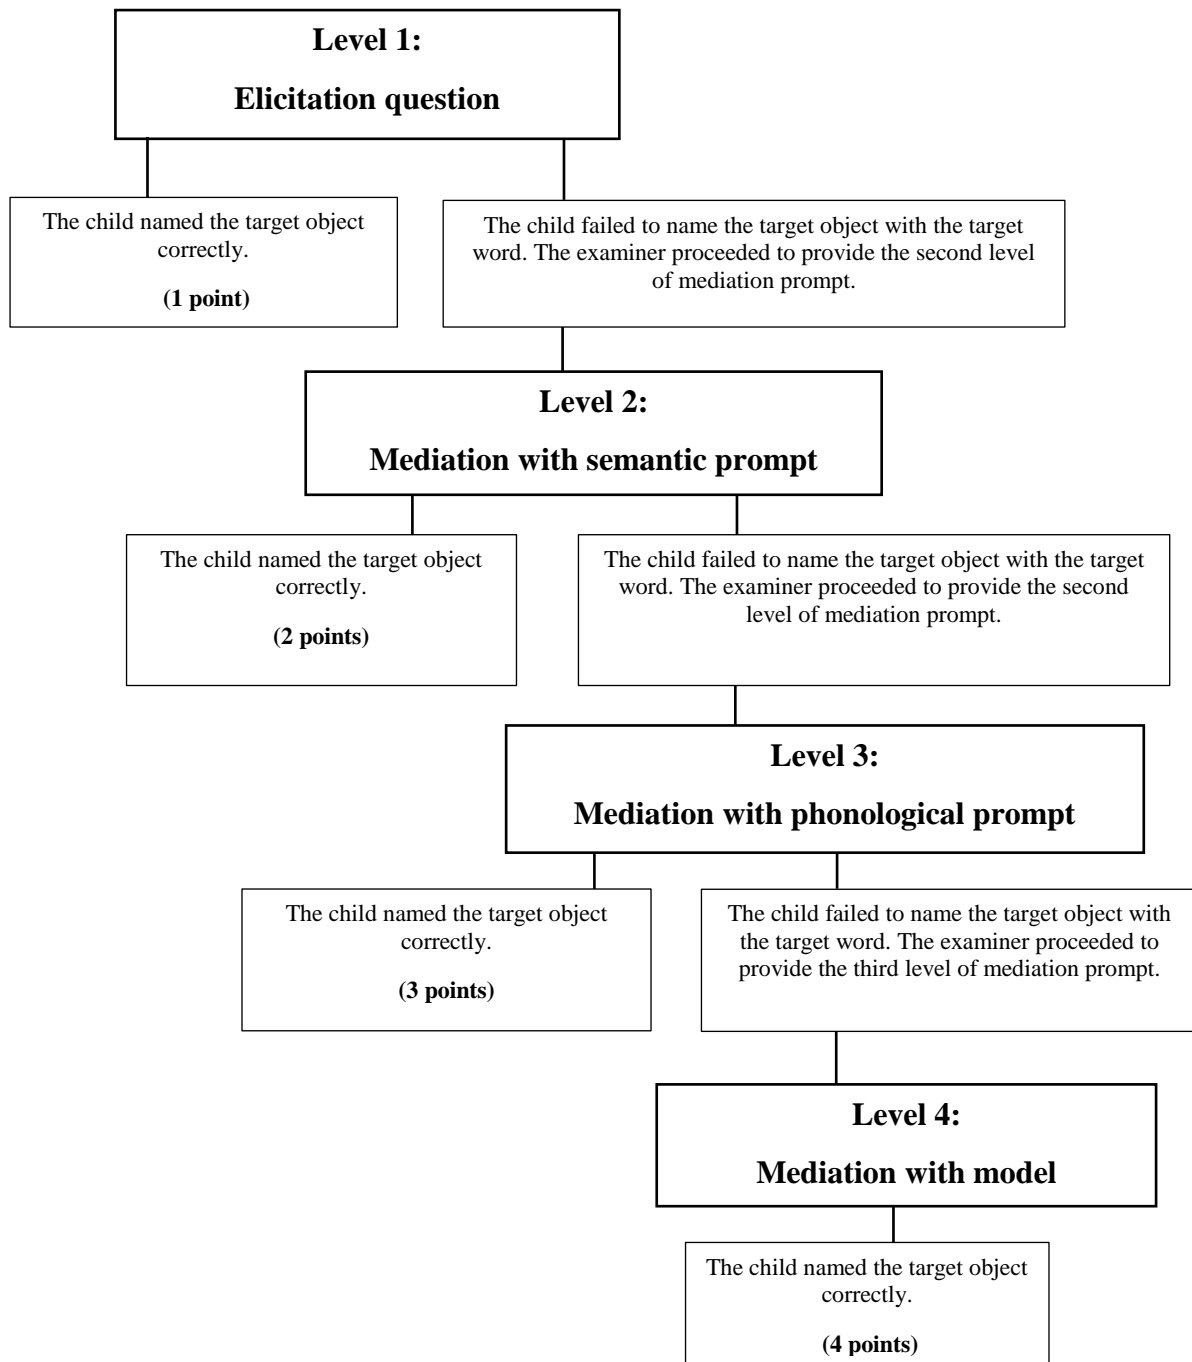 Level 1:
Elicitation question
The child named the target object
correctly.
(1 point)
The child failed to name the target object with the target
word. The examiner proceeded to provide the second level
of mediation prompt.
Level 2:
Mediation with semantic prompt
The child named the target object
correctly.
(2 points)
The child failed to name the target object with the target
word. The examiner proceeded to provide the second
level of mediation prompt.
Level 3:
Mediation with phonological prompt
The child named the target object
correctly.
(3 points)
The child failed to name the target object with
the target word. The examiner proceeded to
provide the third level of mediation prompt.
Level 4:
Mediation with model
The child named the target object
correctly.
(4 points)